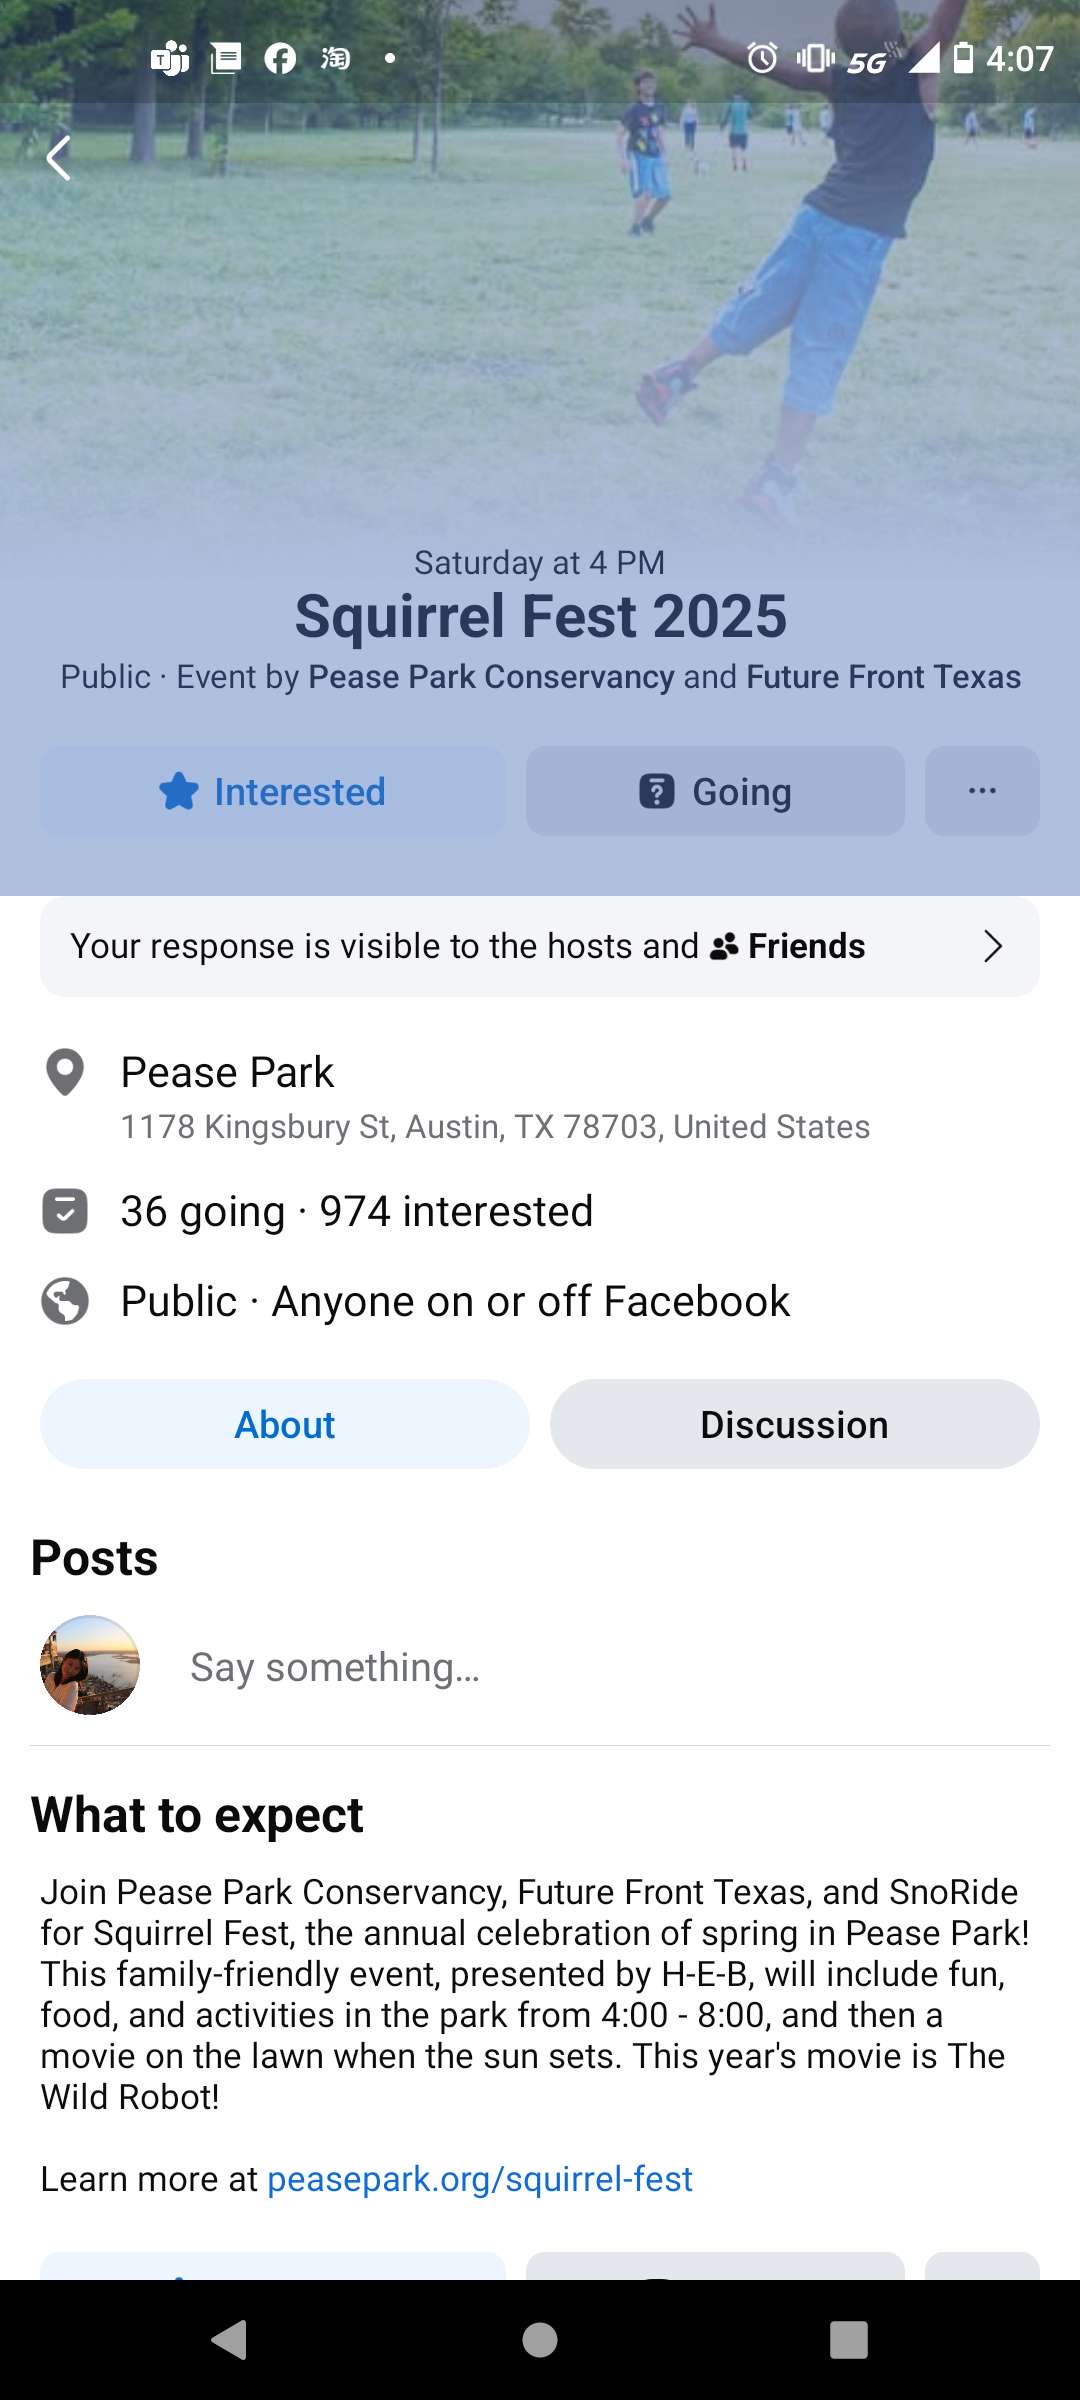 淘 5G 4:07
Saturday at 4 PM
Squirrel Fest 2025
Public · Event by Pease Park Conservancy and Future Front Texas
Interested
Going
Your response is visible to the hosts and Friends
Pease Park
1178 Kingsbury St, Austin, TX 78703, United States
36 going · 974 interested
Public · Anyone on or off Facebook
About
Discussion
Posts
Say something...
What to expect
Join Pease Park Conservancy, Future Front Texas, and SnoRide
for Squirrel Fest, the annual celebration of spring in Pease Park!
This family-friendly event, presented by H-E-B, will include fun,
food, and activities in the park from 4:00 - 8:00, and then a
movie on the lawn when the sun sets. This year's movie is The
Wild Robot!
Learn more at peasepark.org/squirrel-fest